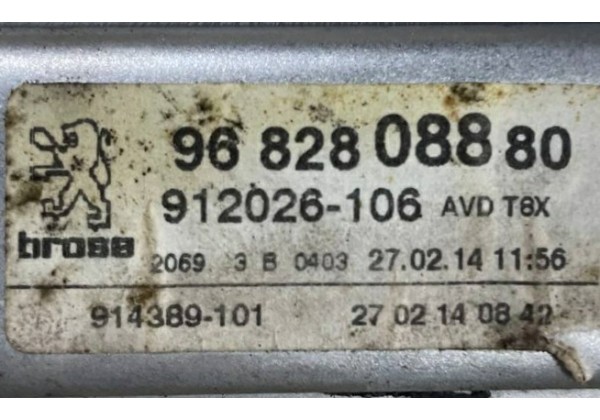 96 828 088 80
912026-106 AVD T8X
brose
2069 3 B 0403 27.02.14 11:56
914389-101 27 02 14 08 42